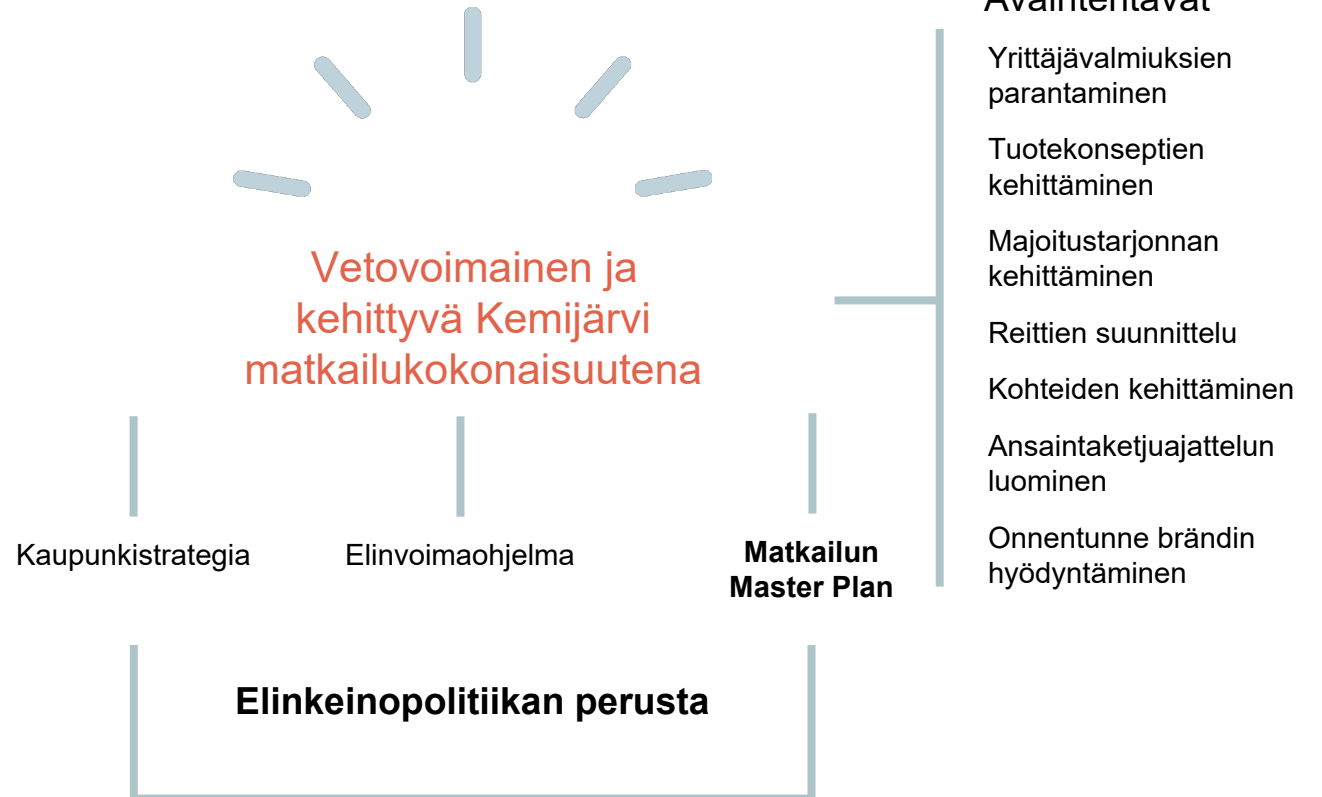 Avaintehtävät
Yrittäjävalmiuksien
parantaminen
Tuotekonseptien
kehittäminen
Majoitustarjonnan
kehittäminen
Reittien suunnittelu
Kohteiden kehittäminen
Ansaintaketjuajattelun
luominen
Onnentunne brändin
hyödyntäminen
Vetovoimainen ja
kehittyvä Kemijärvi
matkailukokonaisuutena
Kaupunkistrategia
Elinvoimaohjelma
Matkailun
Master Plan
Elinkeinopolitiikan perusta